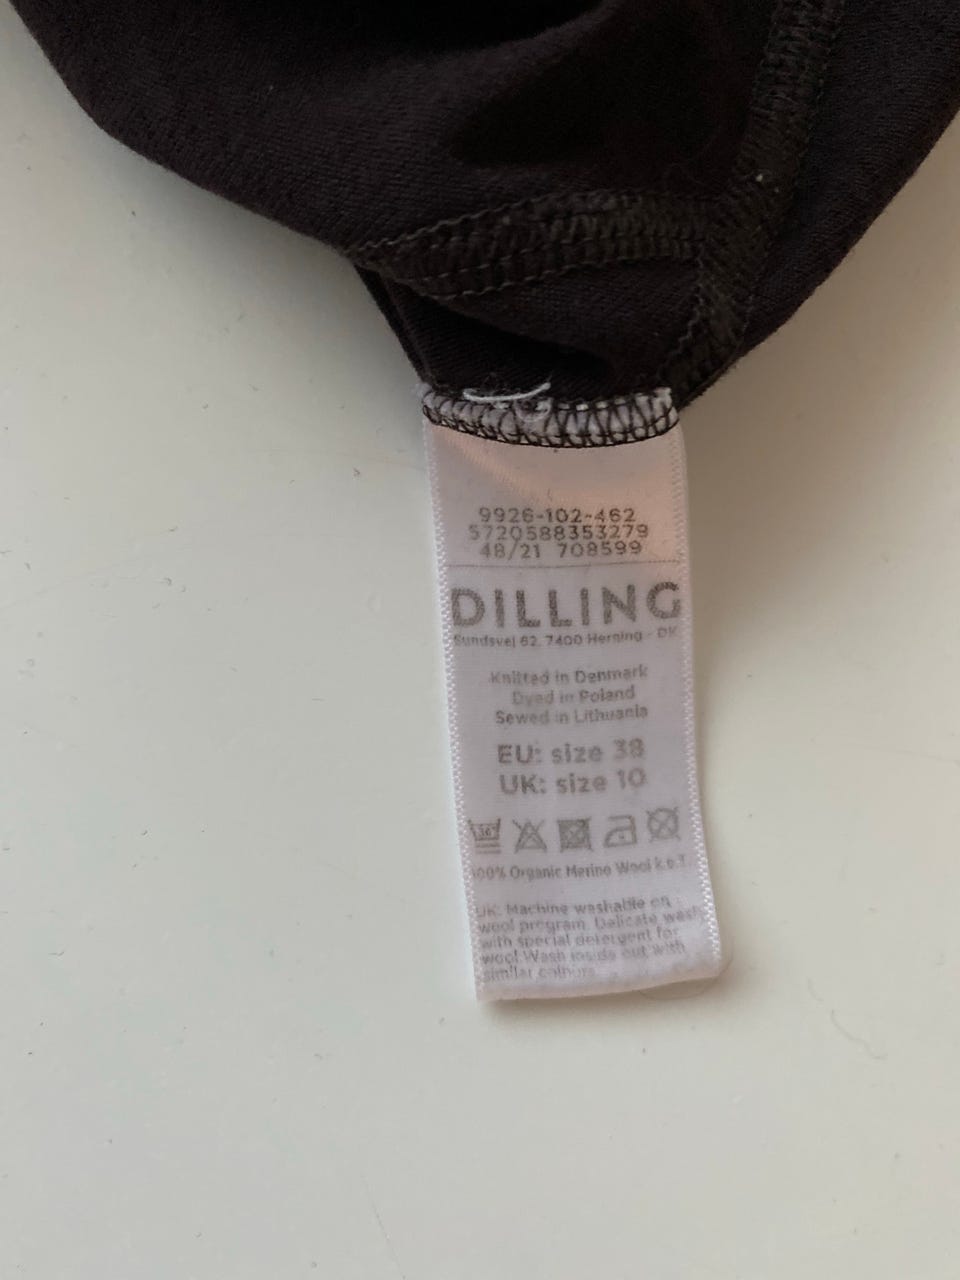 9926-102-462
5720588353279
48/21 708599
DILLING
Sundsvej 62. 7400 Herning - DK
Knitted in Denmark
Dyed in Poland
Sewed in Lithuania
EU: size 38
UK: size 10
30°
100% Organic Merino Wool k.b.T.
UK: Machine washable on
wool program. Delicate wash
with special detergent for
wool. Wash inside out with
similar colours.